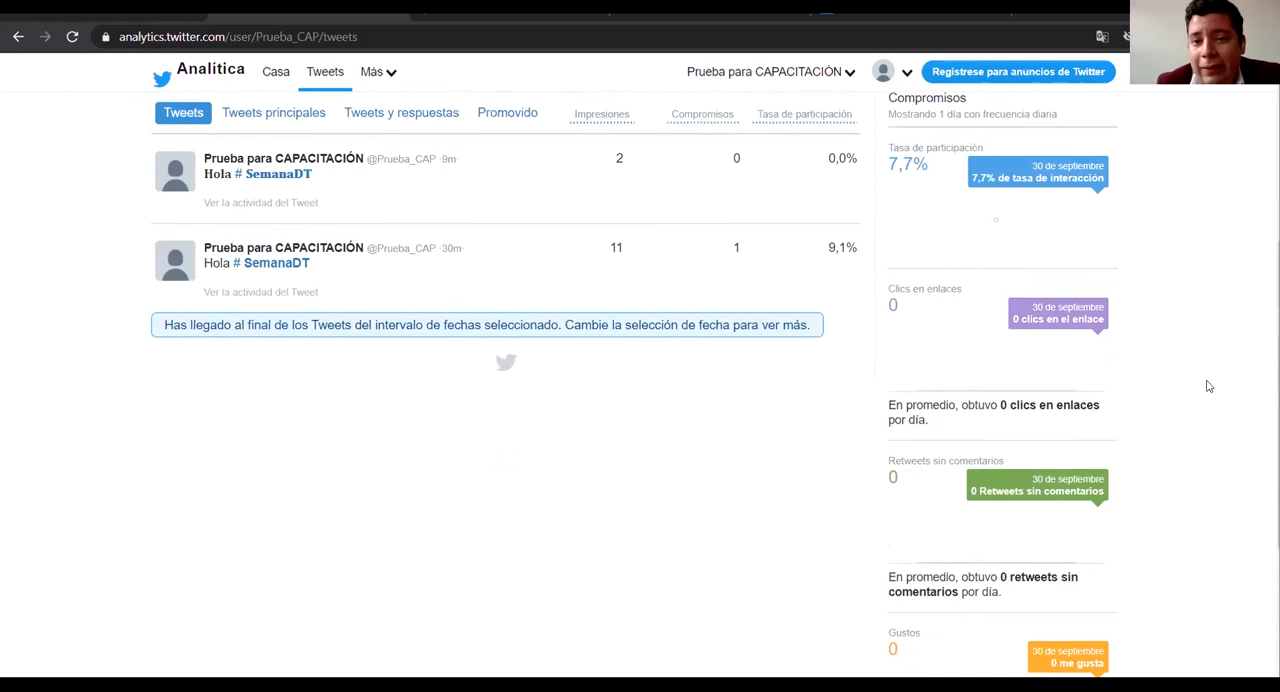 analytics.twitter.com/user/Prueba_CAP/tweets
Analítica Casa Tweets Más Prueba para CAPACITACIÓN Regístrese para anuncios de Twitter
Tweets Tweets principales Tweets y respuestas Promovido Impresiones Compromisos Tasa de participación
Prueba para CAPACITACIÓN @Prueba_CAP · 9m· 2 0 0,0%
Hola # SemanaDT
Ver la actividad del Tweet
Prueba para CAPACITACIÓN @Prueba_CAP · 30m· 11 1 9,1%
Hola # SemanaDT
Ver la actividad del Tweet
Has llegado al final de los Tweets del intervalo de fechas seleccionado. Cambie la selección de fecha para ver más.
Compromisos
Mostrando 1 día con frecuencia diaria
Tasa de participación
7,7%
30 de septiembre
7,7% de tasa de interacción
Clics en enlaces
0
30 de septiembre
0 clics en el enlace
En promedio, obtuvo 0 clics en enlaces
por día.
Retweets sin comentarios
0
30 de septiembre
0 Retweets sin comentarios
En promedio, obtuvo 0 retweets sin
comentarios por día.
Gustos
0
30 de septiembre
0 me gusta